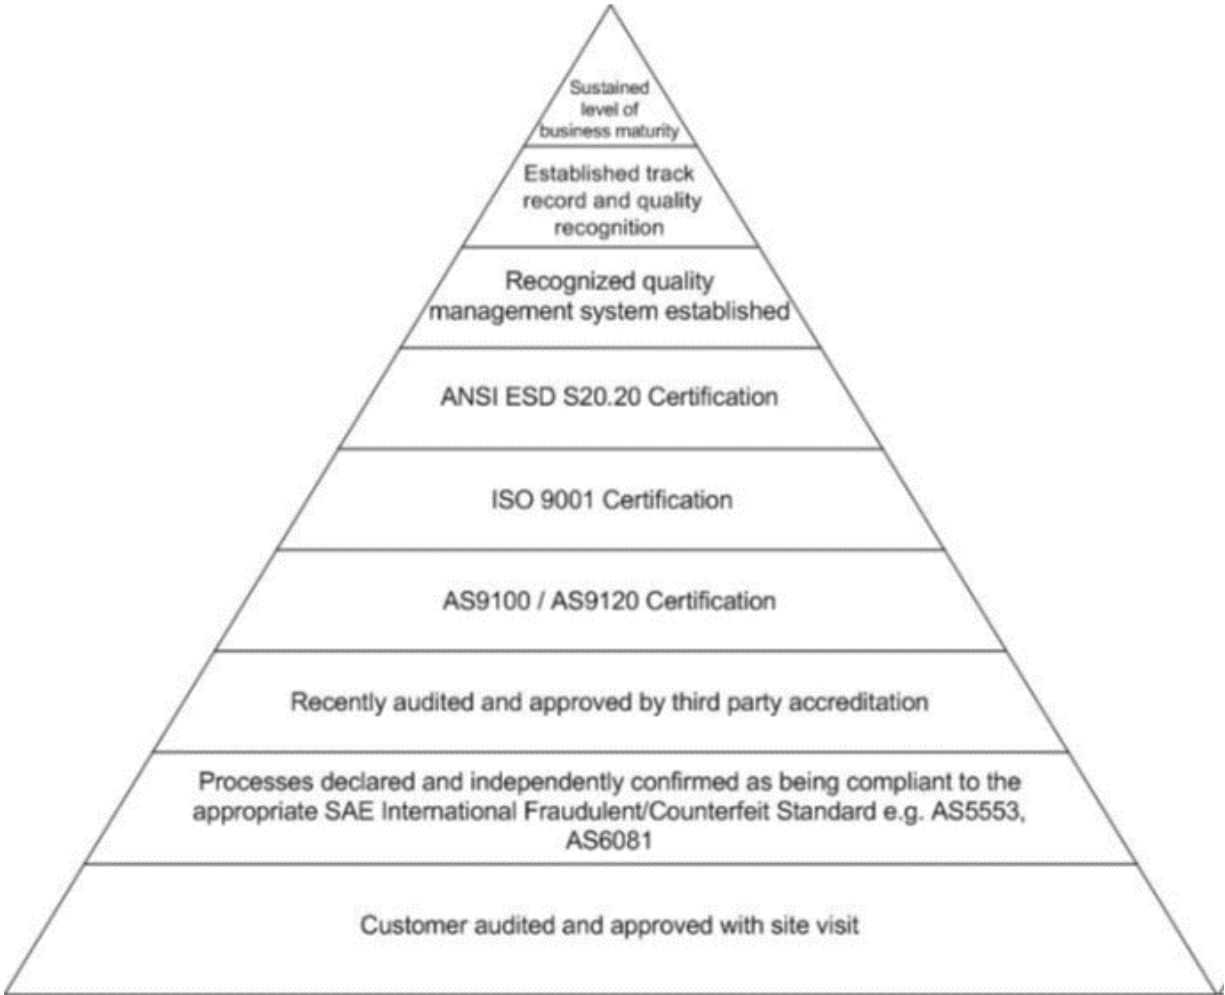 Sustained
level of
business maturity
Established track
record and quality
recognition
Recognized quality
management system established
ANSI ESD S20.20 Certification
ISO 9001 Certification
AS9100 / AS9120 Certification
Recently audited and approved by third party accreditation
Processes declared and independently confirmed as being compliant to the
appropriate SAE International Fraudulent/Counterfeit Standard e.g. AS5553,
AS6081
Customer audited and approved with site visit